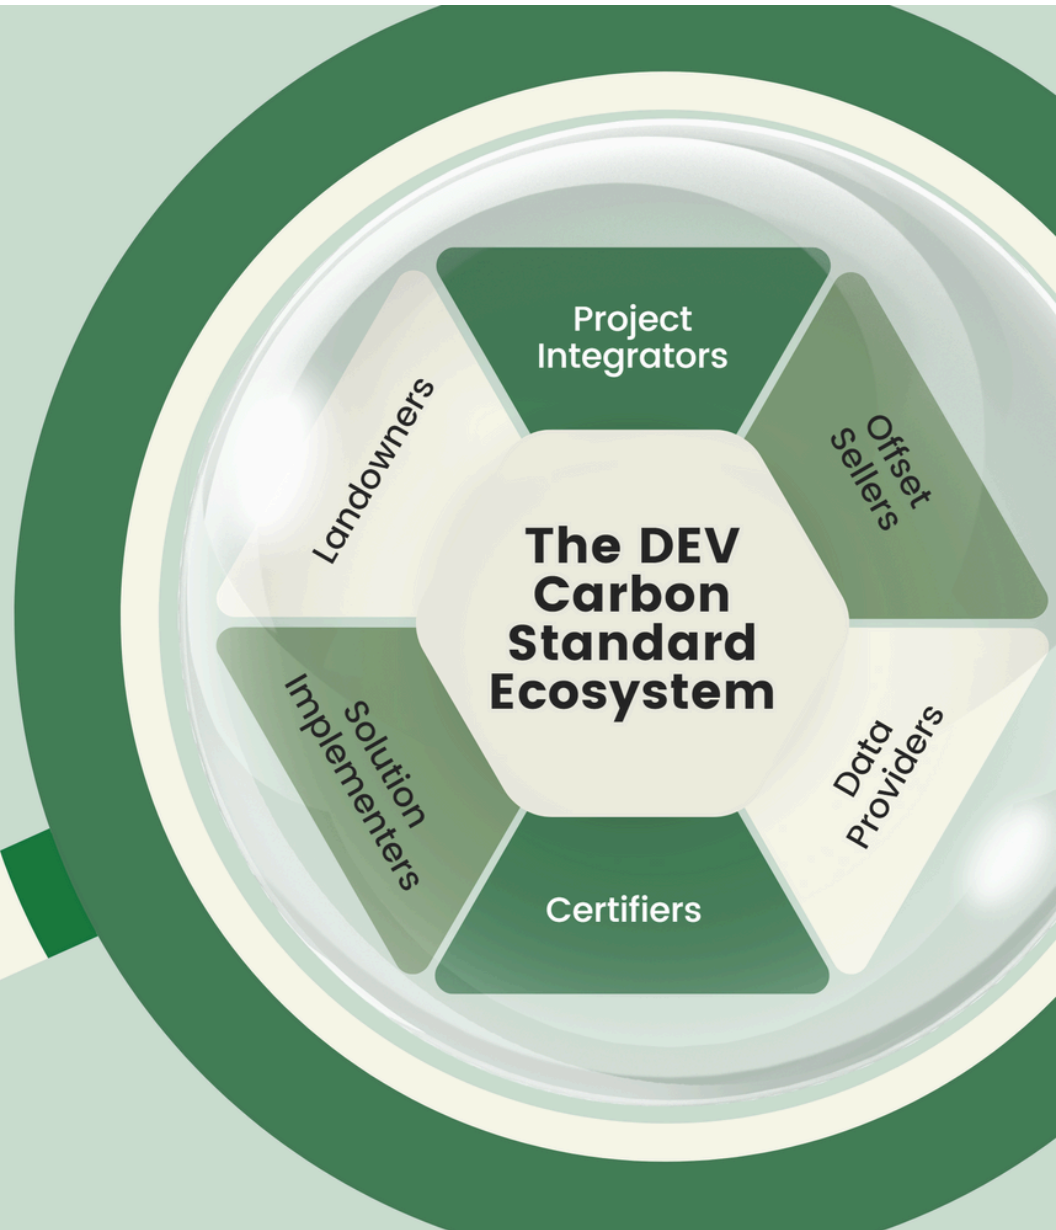 Project
Integrators
Offset
Sellers
Landowners
The DEV
Carbon
Standard
Ecosystem
Solution
Implementers
Data
Providers
Certifiers